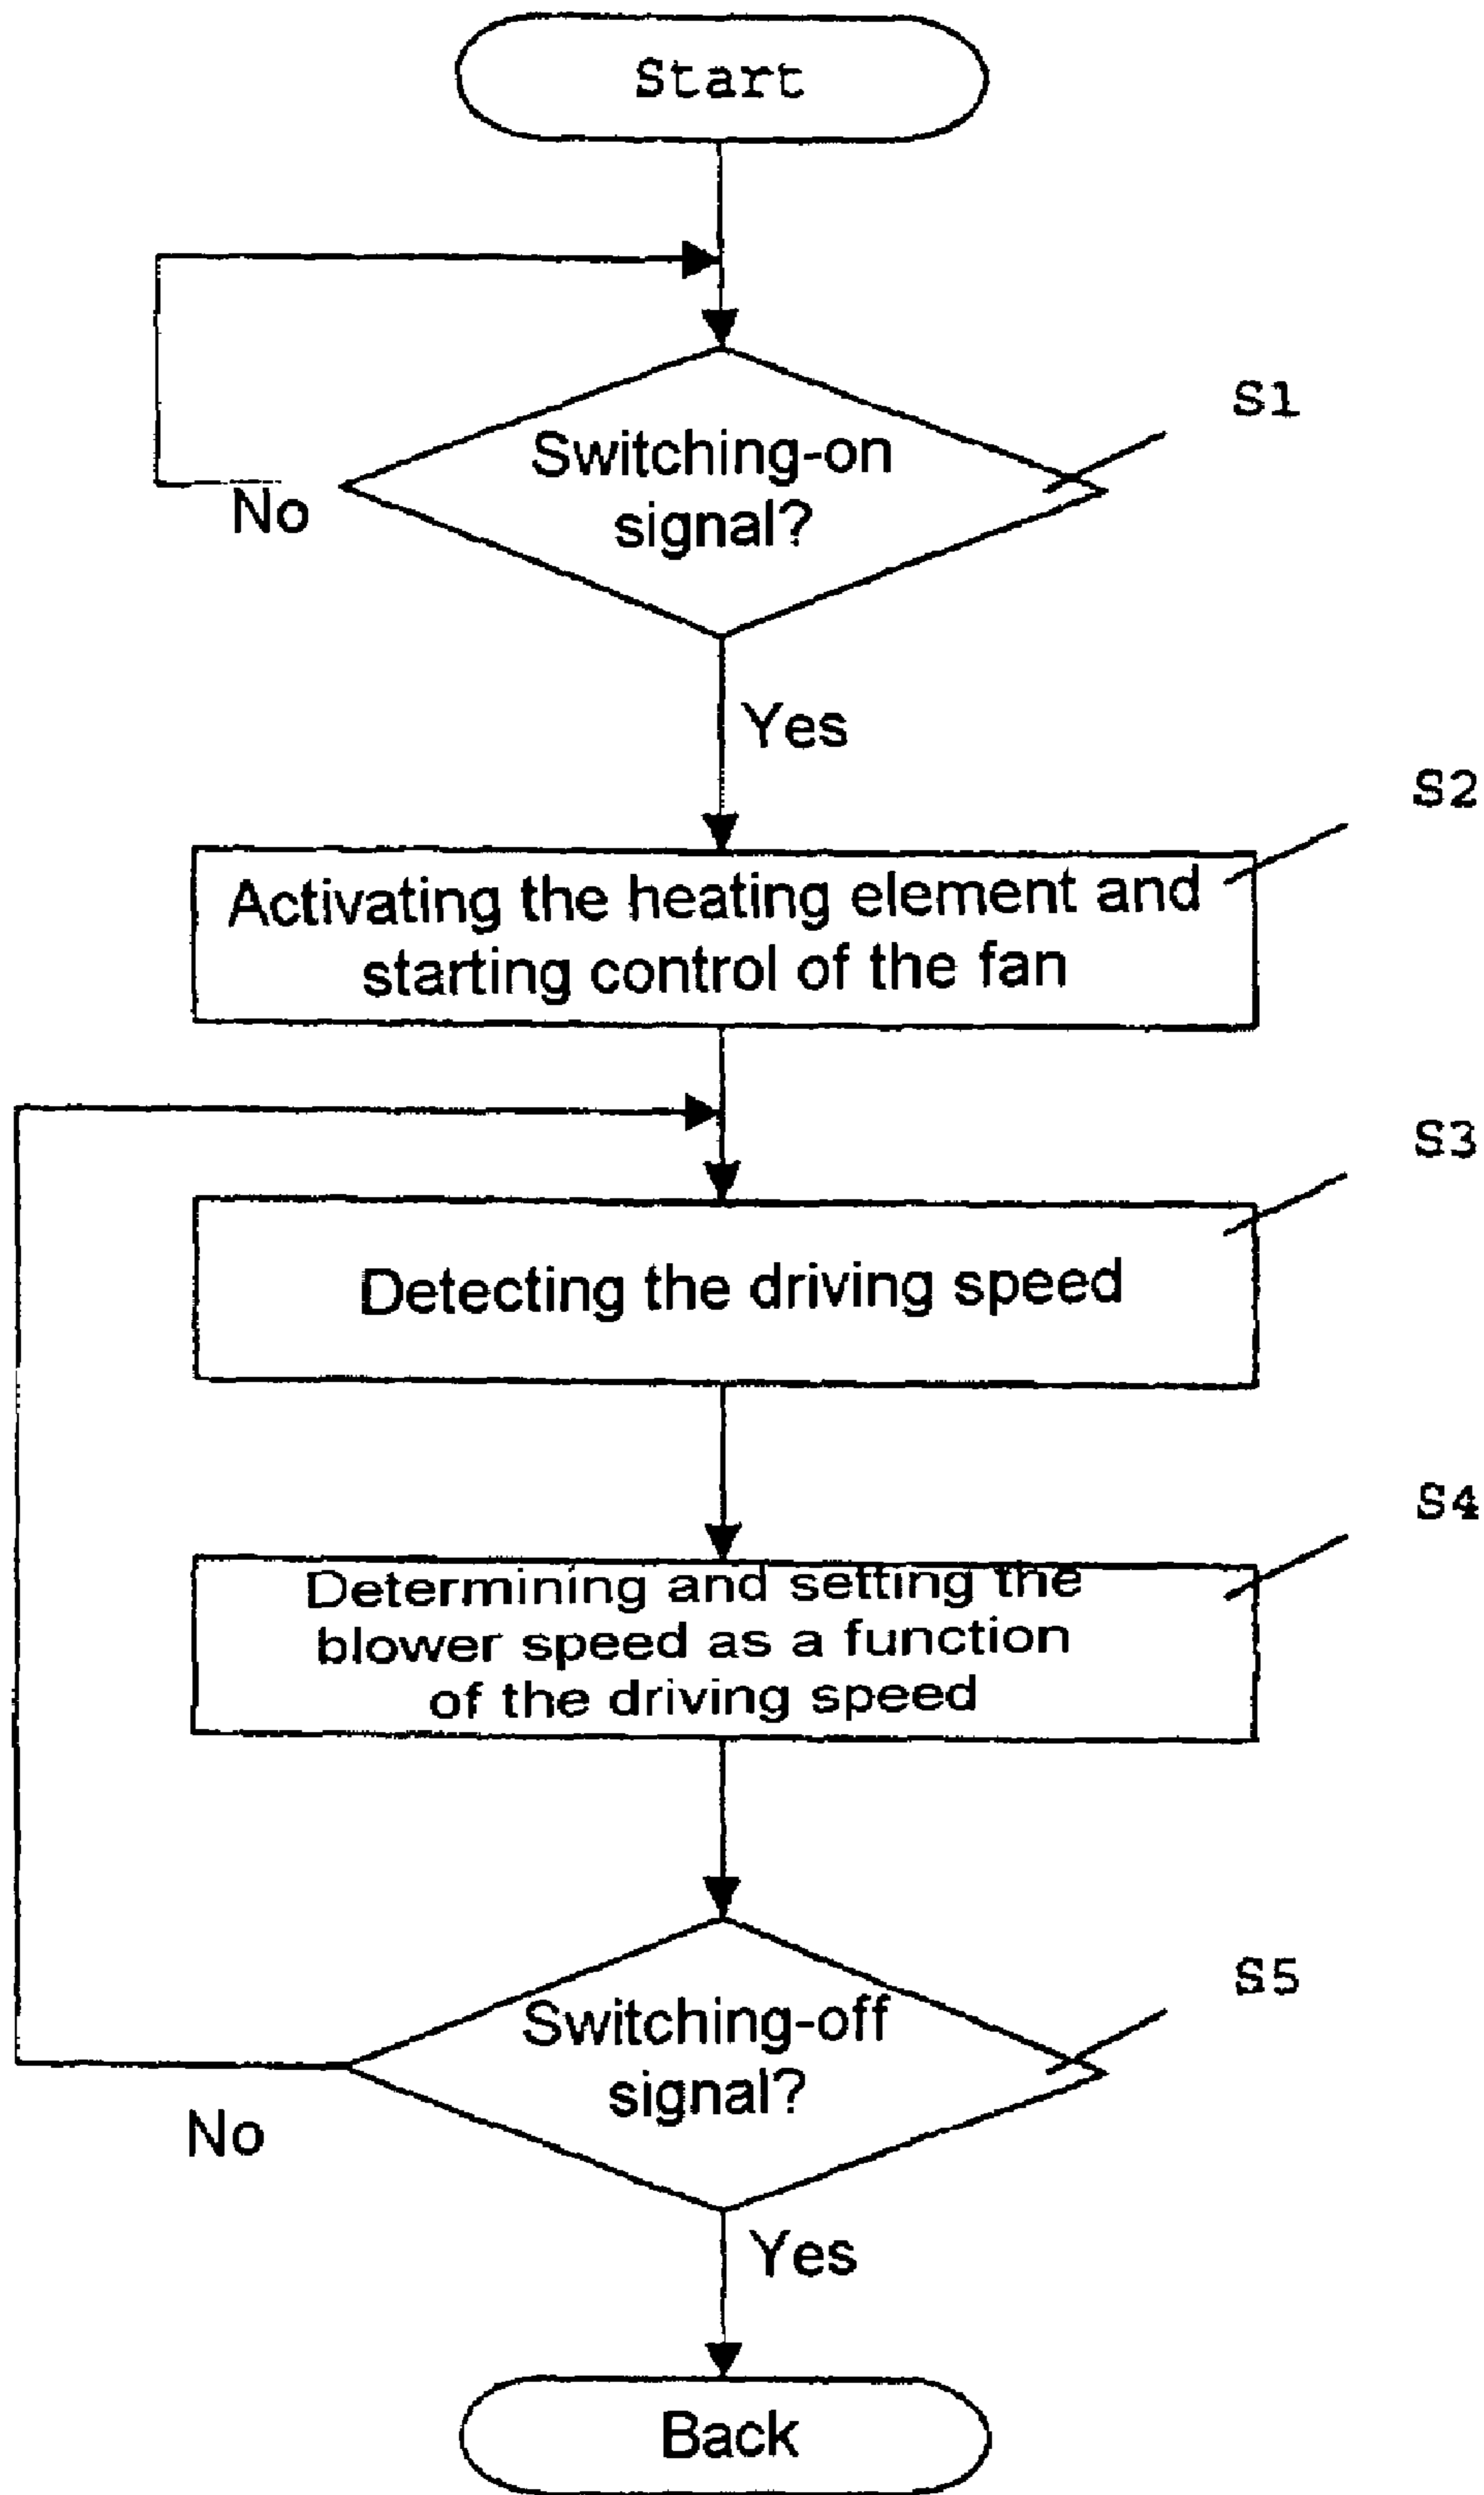 Start
S1
Switching-on
signal?
No
Yes
S2
Activating the heating element and
starting control of the fan
S3
Detecting the driving speed
S4
Determining and setting the
blower speed as a function
of the driving speed
S5
Switching-off
signal?
No
Yes
Back